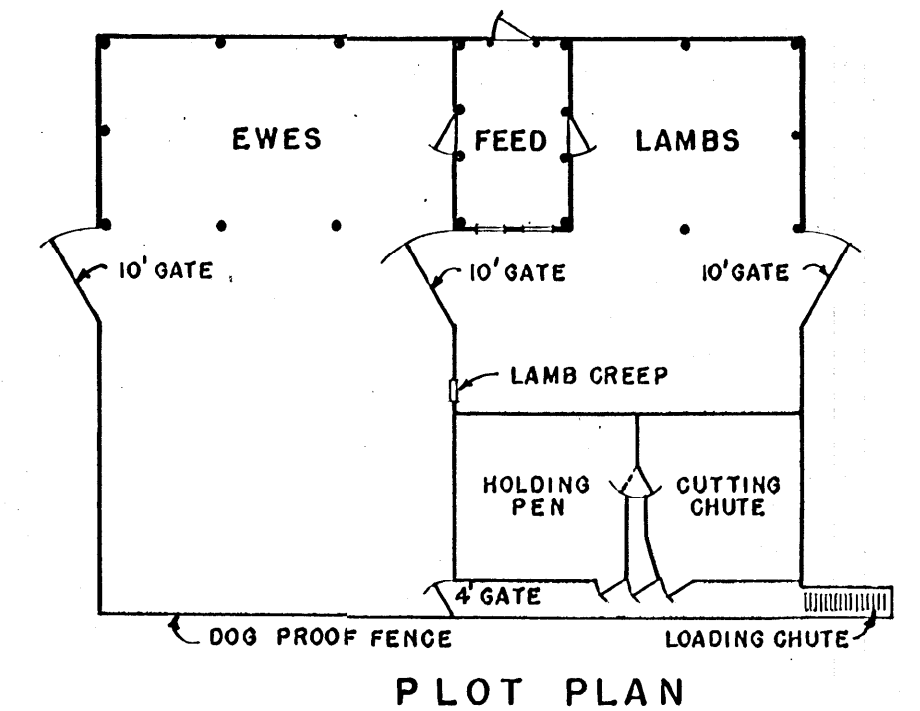 EWES
FEED
LAMBS
10' GATE
10' GATE
10' GATE
LAMB CREEP
HOLDING
PEN
CUTTING
CHUTE
4' GATE
DOG PROOF FENCE
LOADING CHUTE
PLOT PLAN